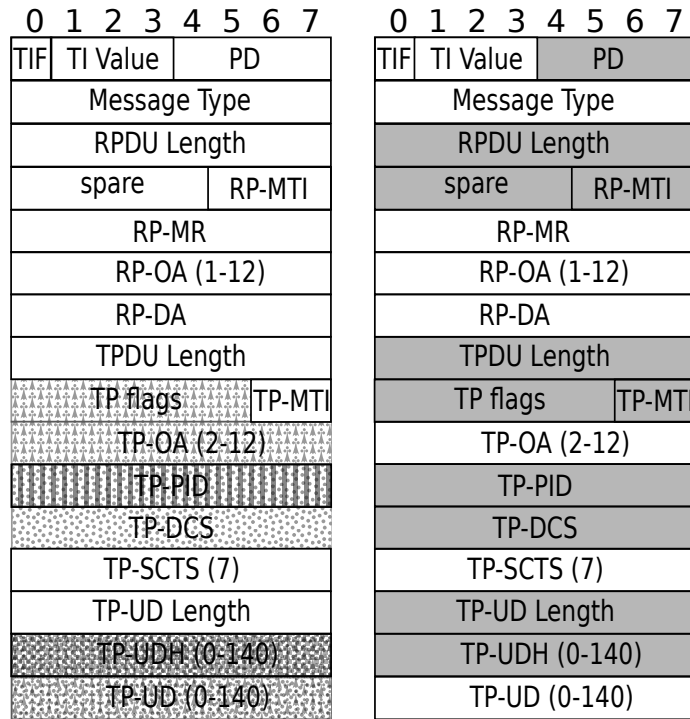 0 1 2 3 4 5 6 7
TIF TI Value PD
Message Type
RPDU Length
spare RP-MTI
RP-MR
RP-OA (1-12)
RP-DA
TPDU Length
TP flags TP-MTI
TP-OA (2-12)
TP-PID
TP-DCS
TP-SCTS (7)
TP-UD Length
TP-UDH (0-140)
TP-UD (0-140)
0 1 2 3 4 5 6 7
TIF TI Value PD
Message Type
RPDU Length
spare RP-MTI
RP-MR
RP-OA (1-12)
RP-DA
TPDU Length
TP flags TP-MTI
TP-OA (2-12)
TP-PID
TP-DCS
TP-SCTS (7)
TP-UD Length
TP-UDH (0-140)
TP-UD (0-140)